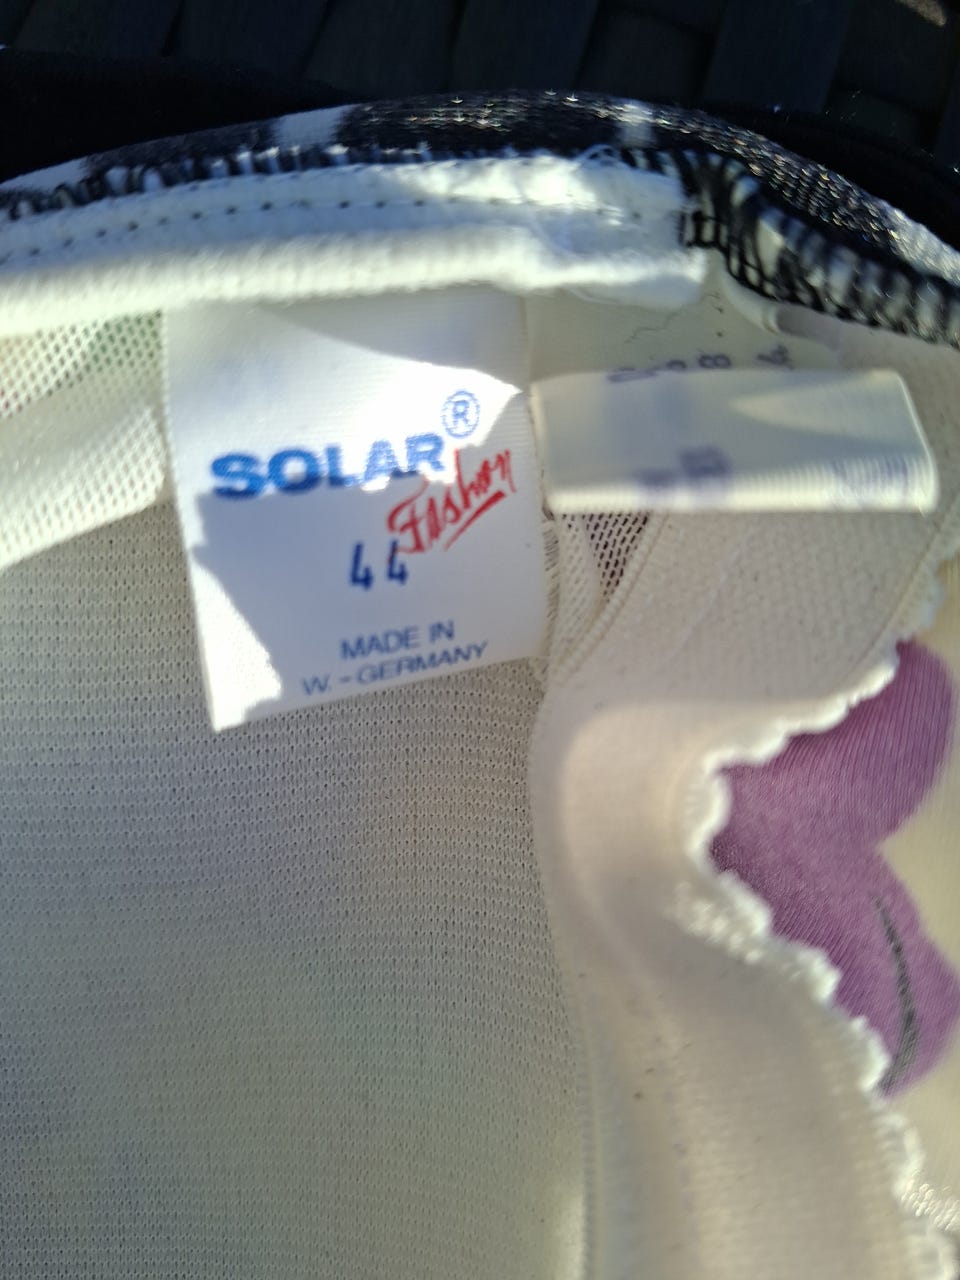 SOLAR®
Fashion
44
MADE IN
W.-GERMANY